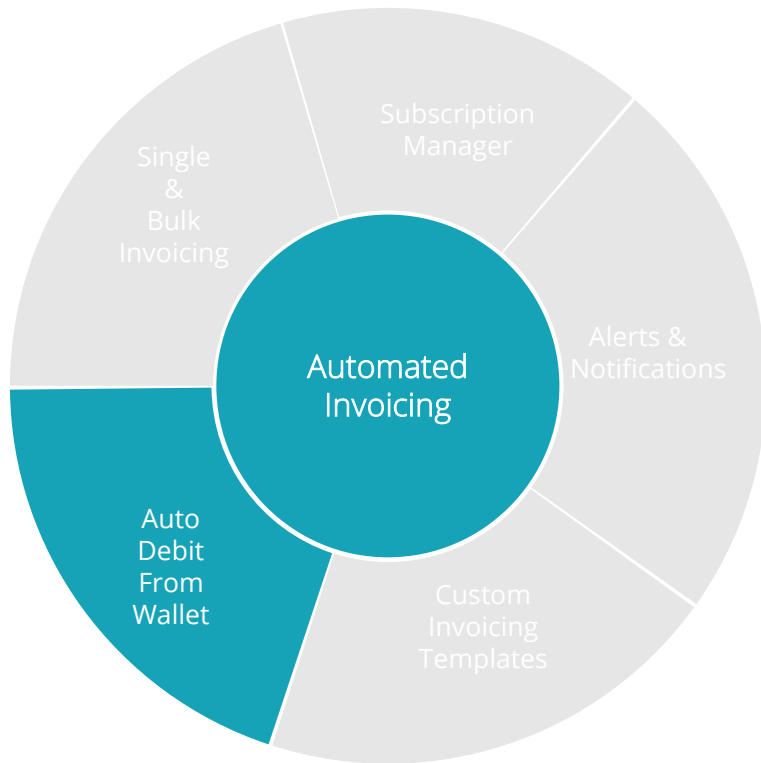 Subscription
Manager
Single
&
Bulk
Invoicing
Alerts &
Notifications
Automated
Invoicing
Auto
Debit
From
Wallet
Custom
Invoicing
Templates